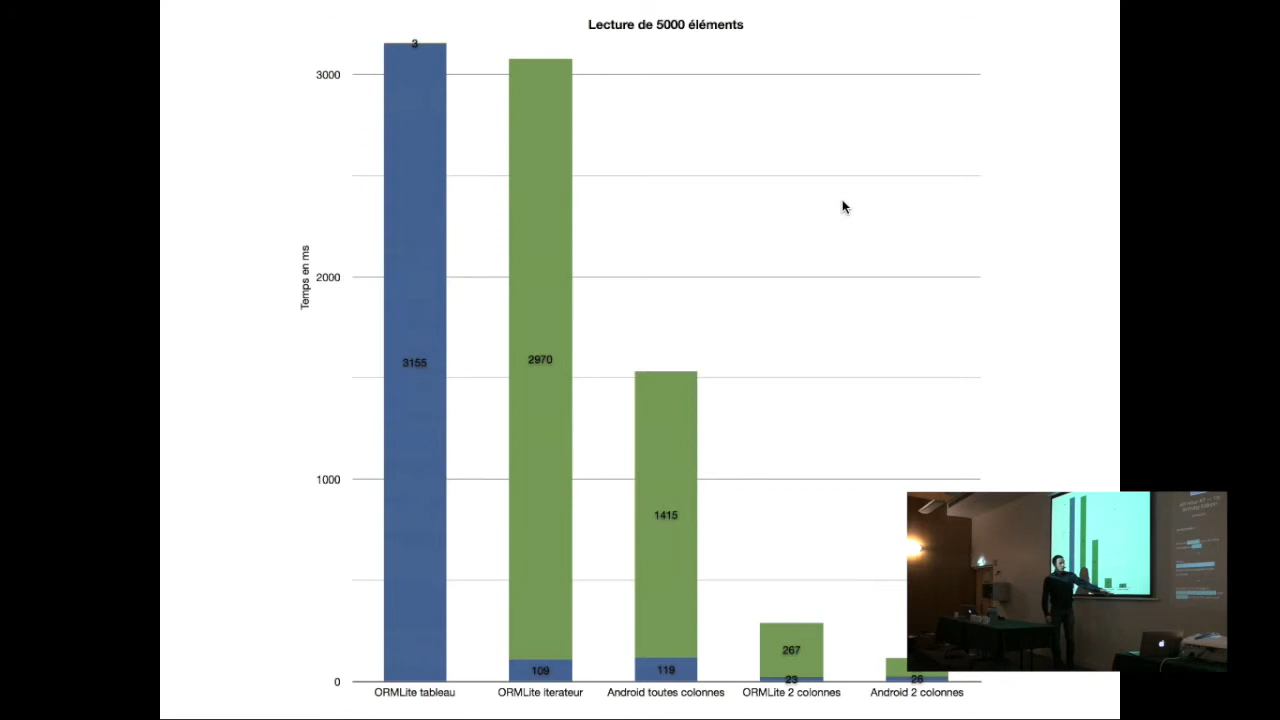 Lecture de 5000 éléments
3
3000
Temps en ms
2000
3155
2970
1000
1415
267
109
119
23
26
0
ORMLite tableau
ORMLite iterateur
Android toutes colonnes
ORMLite 2 colonnes
Android 2 colonnes